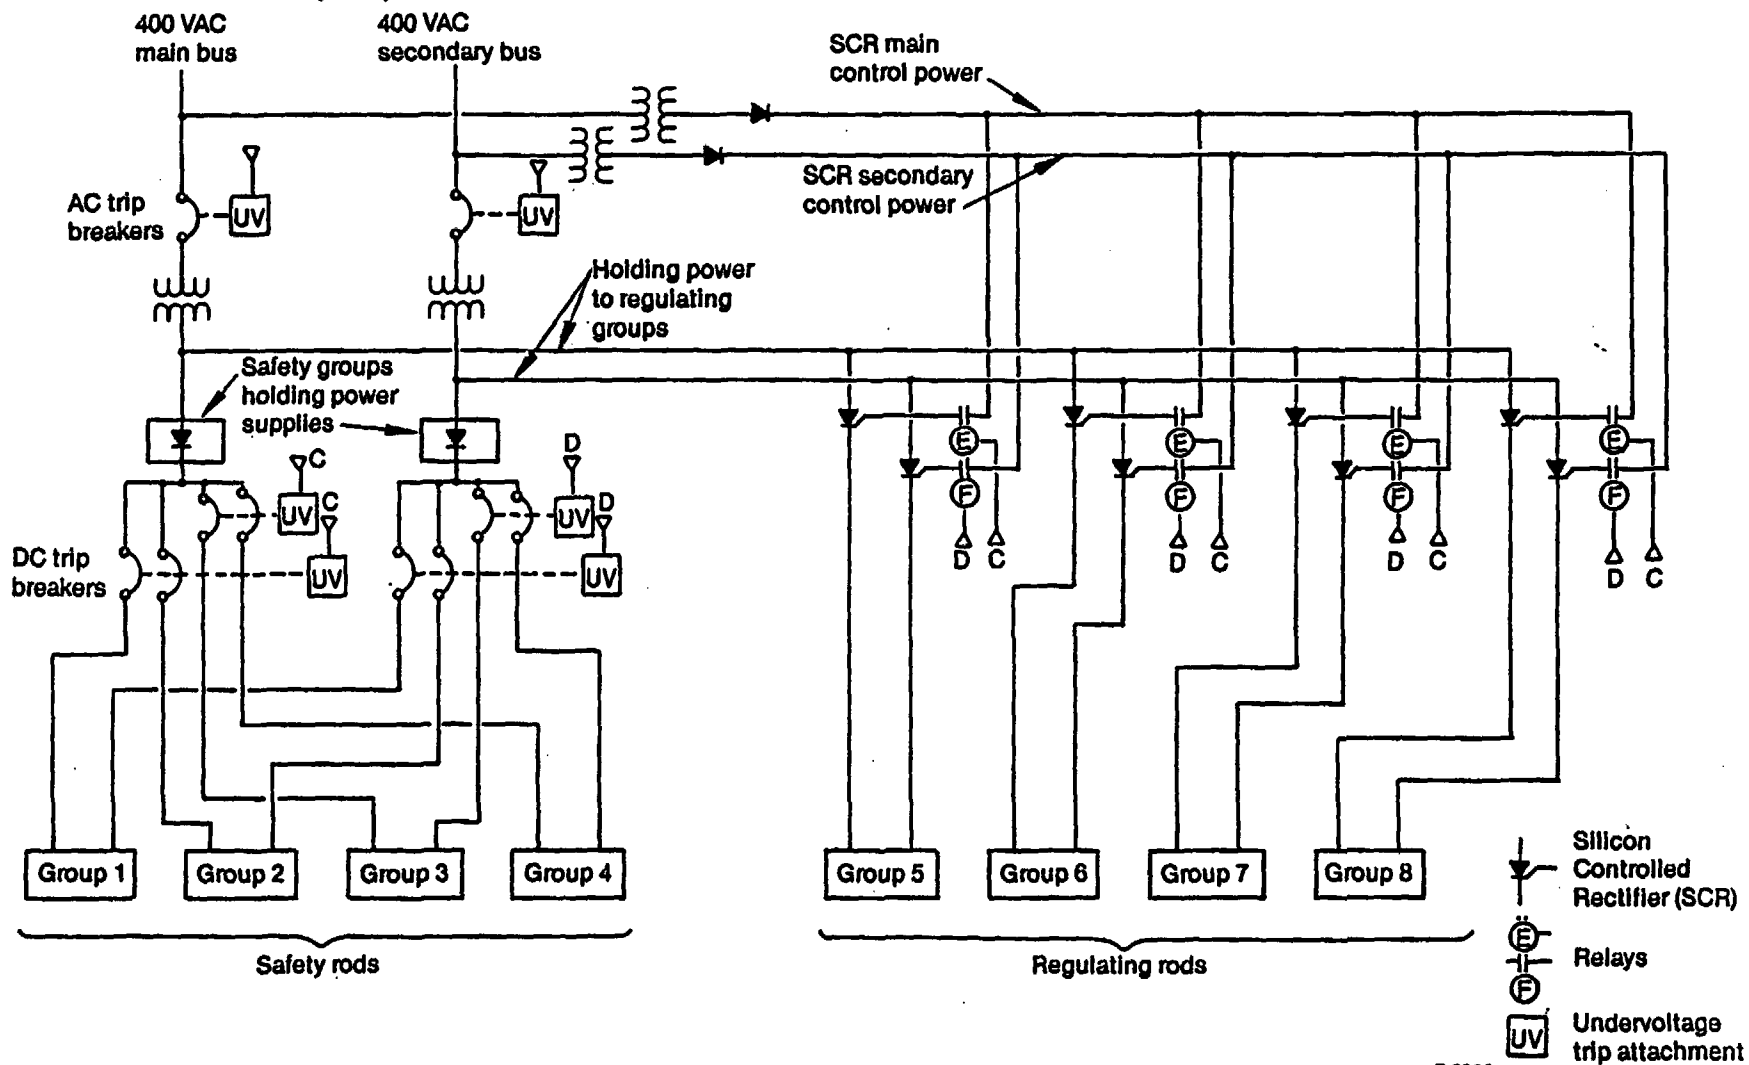 400 VAC
main bus
400 VAC
secondary bus
SCR main
control power
SCR secondary
control power
AC trip
breakers
UV
UV
Holding power
to regulating
groups
Safety groups
holding power
supplies
C
D
UV
C
UV
D
DC trip
breakers
UV
UV
E
F
D
C
E
F
D
C
E
F
D
C
E
F
D
C
Group 1
Group 2
Group 3
Group 4
Group 5
Group 6
Group 7
Group 8
Safety rods
Regulating rods
Silicon
Controlled
Rectifier (SCR)
E
F
Relays
UV
Undervoltage
trip attachment